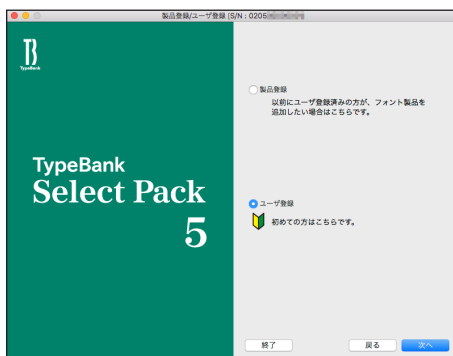 製品登録/ユーザ登録 [S/N : 0205
TB
TypeBank
製品登録
以前にユーザ登録済みの方が、フォント製品を
追加したい場合はこちらです。
TypeBank
Select Pack
5
ユーザ登録
初めての方はこちらです。
終了
戻る
次へ